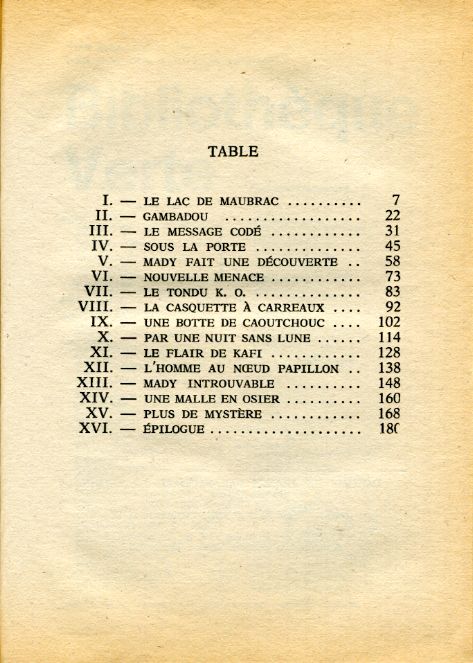 TABLE
I. — LE LAC DE MAUBRAC .......... 7
II. — GAMBADOU .................. 22
III. — LE MESSAGE CODÉ ............ 31
IV. — SOUS LA PORTE .............. 45
V. — MADY FAIT UNE DÉCOUVERTE .. 58
VI. — NOUVELLE MENACE ............ 73
VII. — LE TONDU K. O. .............. 83
VIII. — LA CASQUETTE À CARREAUX .... 92
IX. — UNE BOTTE DE CAOUTCHOUC .... 102
X. — PAR UNE NUIT SANS LUNE ...... 114
XI. — LE FLAIR DE KAFI ............ 128
XII. — L'HOMME AU NŒUD PAPILLON .. 138
XIII. — MADY INTROUVABLE .......... 148
XIV. — UNE MALLE EN OSIER .......... 160
XV. — PLUS DE MYSTÈRE ............ 168
XVI. — ÉPILOGUE .................... 180
Bibliothèque
Verte